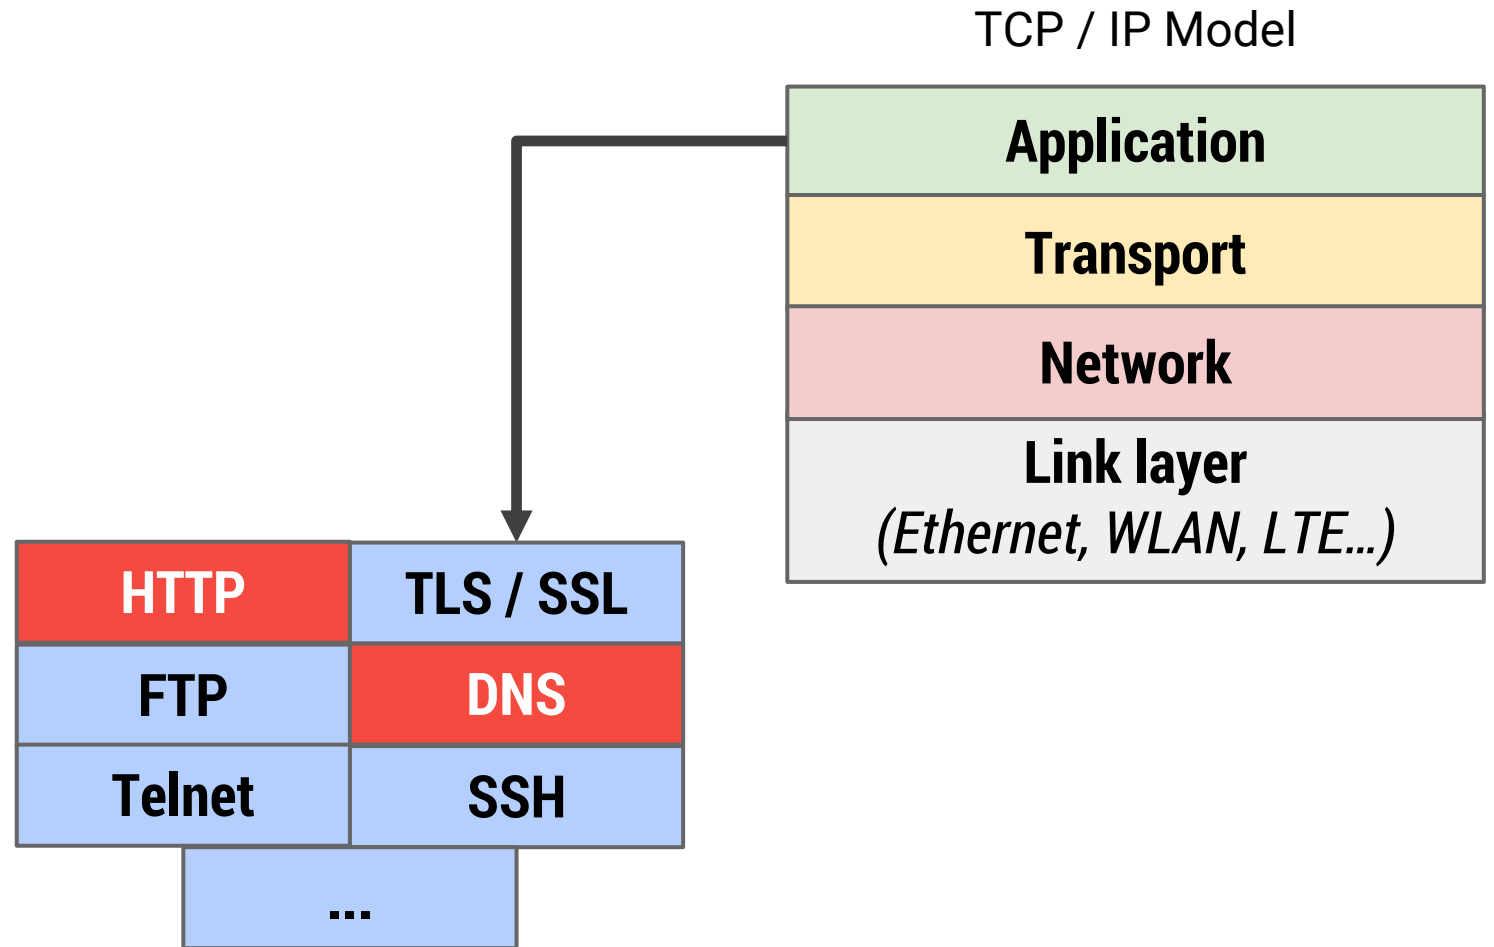 TCP / IP Model
Application
Transport
Network
Link layer
(Ethernet, WLAN, LTE...)
HTTP
TLS / SSL
FTP
DNS
Telnet
SSH
...